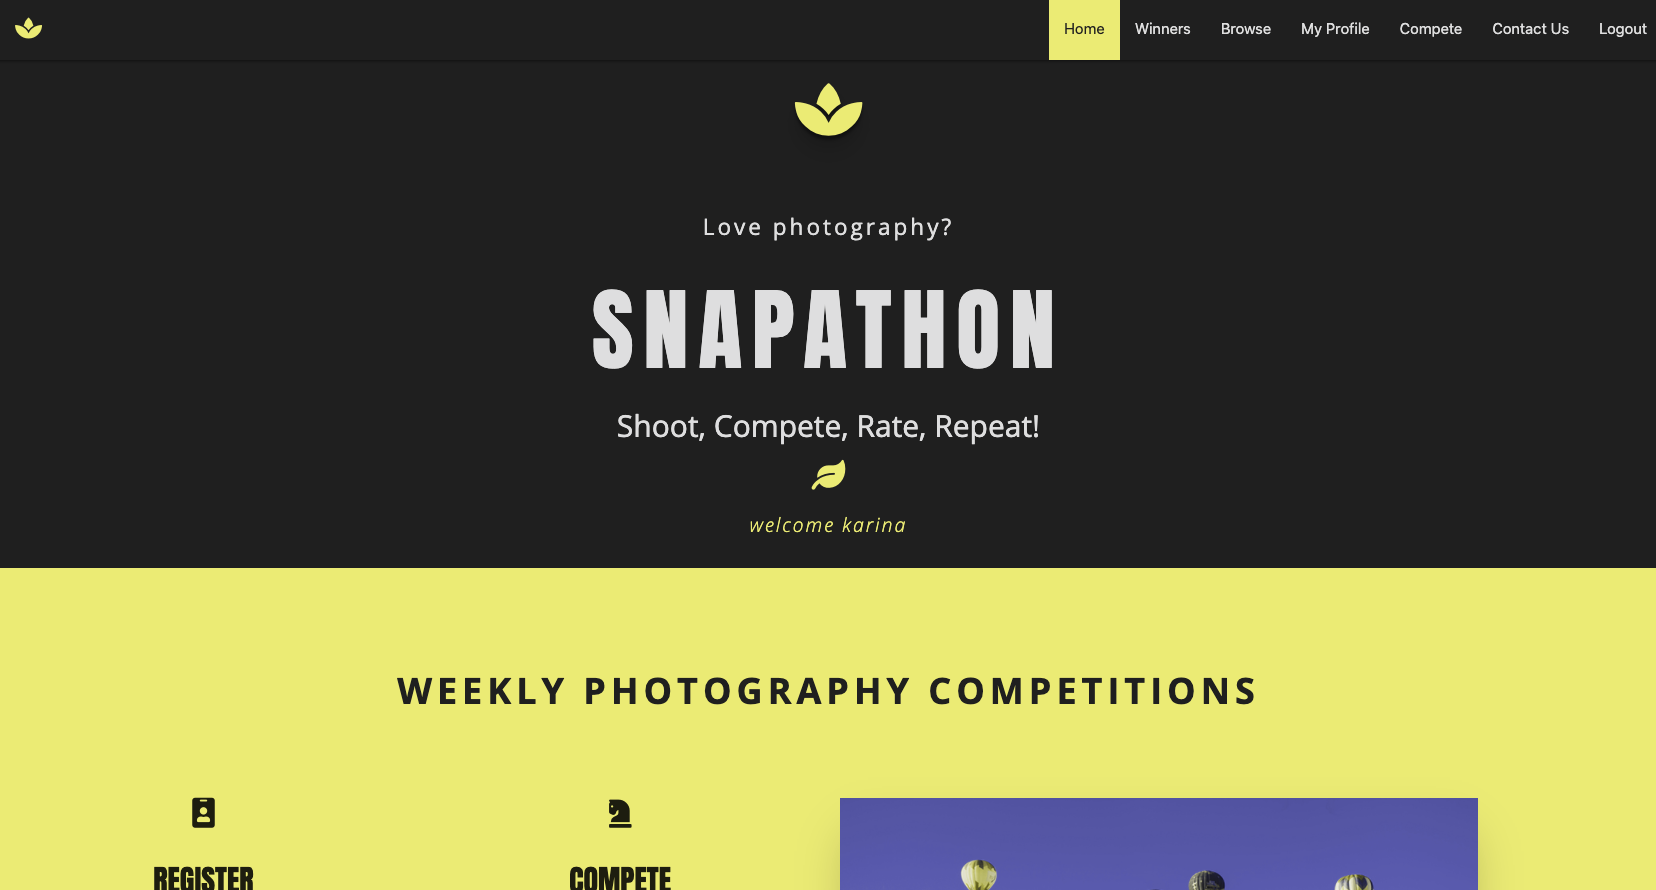 Home Winners Browse My Profile Compete Contact Us Logout
Love photography?
SNAPATHON
Shoot, Compete, Rate, Repeat!
welcome karina
WEEKLY PHOTOGRAPHY COMPETITIONS
REGISTER COMPETE